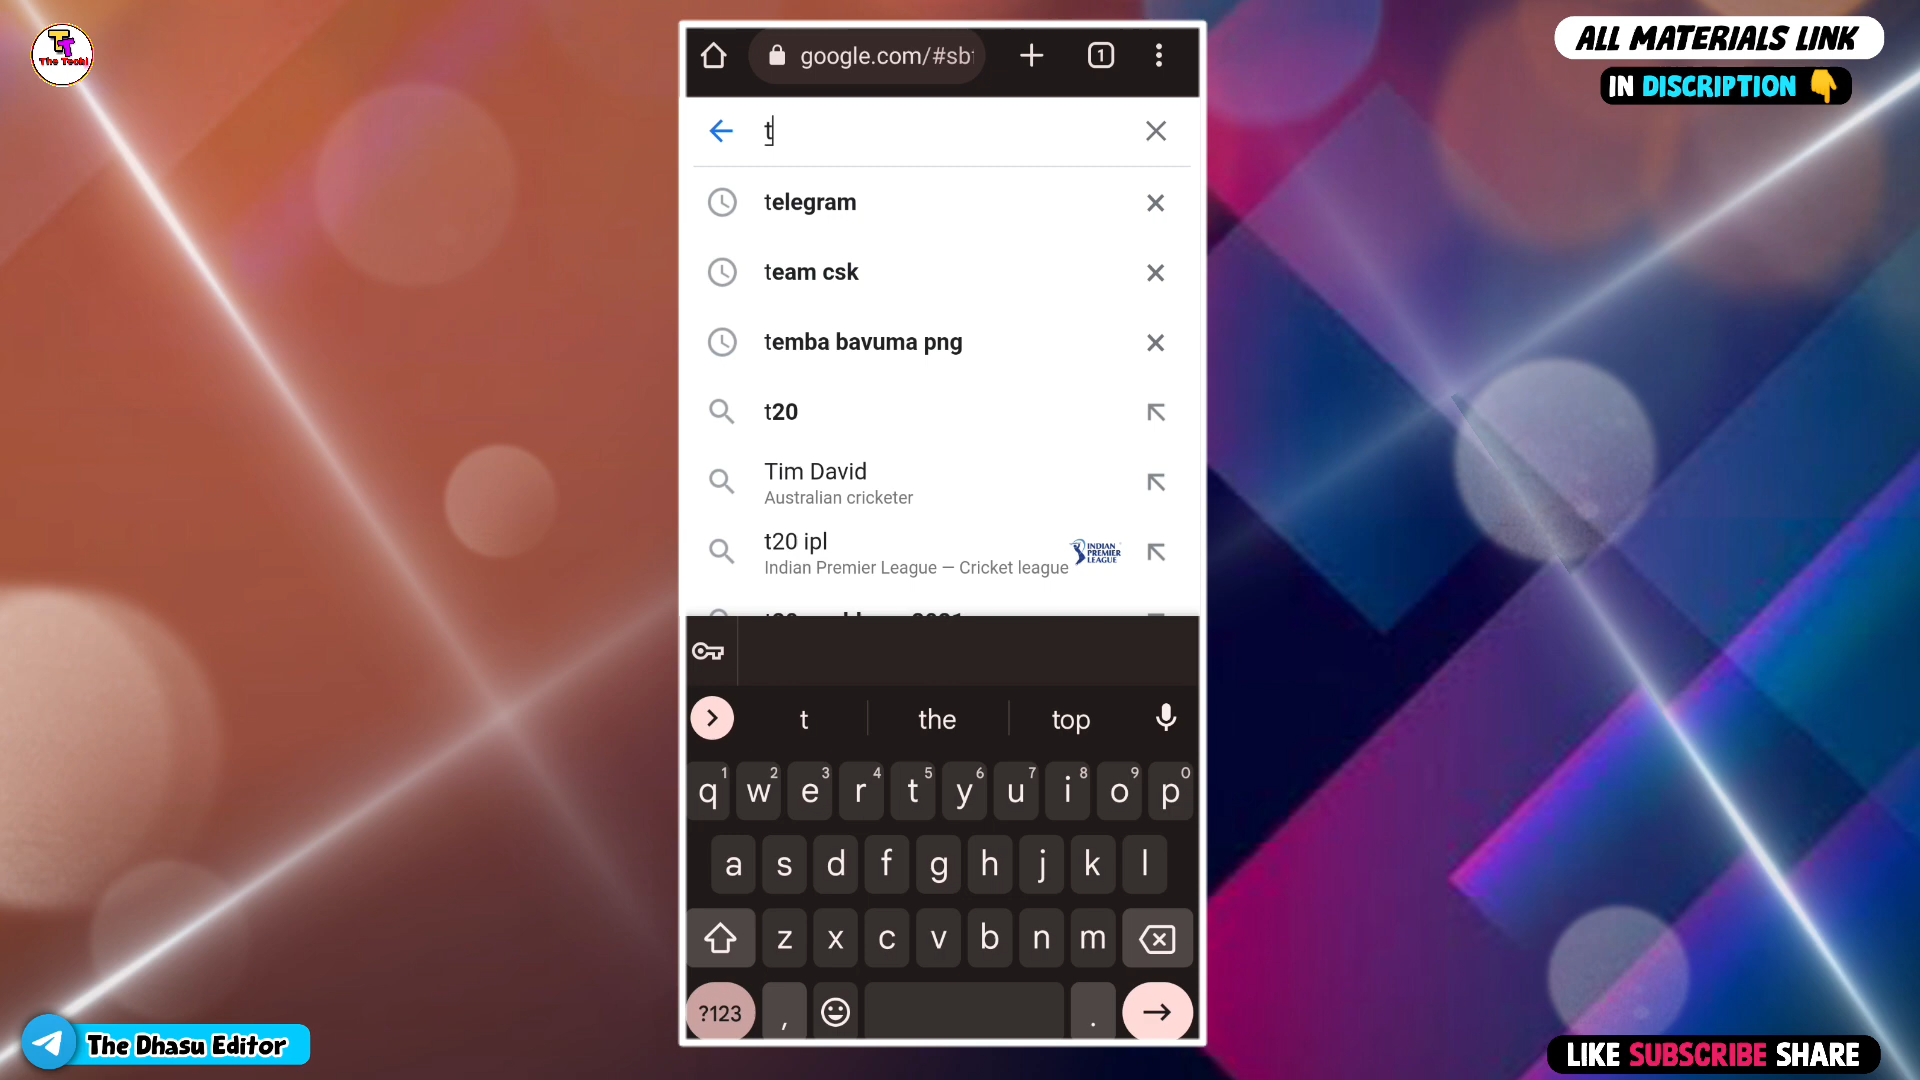 TT
The Techi
ALL MATERIALS LINK
IN DISCRIPTION 👇
google.com/#sb
1
t
telegram
team csk
temba bavuma png
t20
Tim David
Australian cricketer
t20 ipl
Indian Premier League — Cricket league
INDIAN
PREMIER
LEAGUE
t the top
1 2 3 4 5 6 7 8 9 0
q w e r t y u i o p
a s d f g h j k l
z x c v b n m
?123 , .
The Dhasu Editor
LIKE SUBSCRIBE SHARE